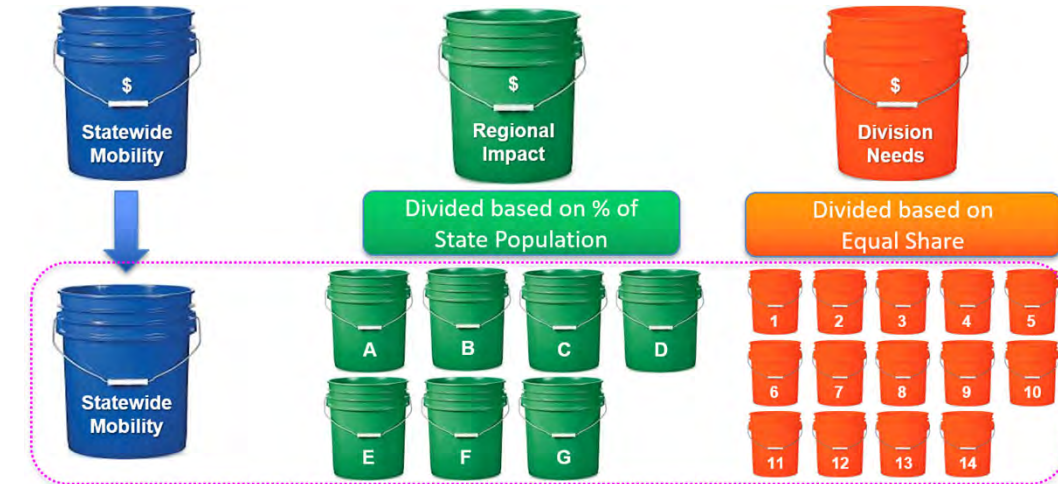 $
Statewide
Mobility
$
Regional
Impact
$
Division
Needs
Divided based on % of
State Population
Divided based on
Equal Share
Statewide
Mobility
A B C D
E F G
1 2 3 4 5
6 7 8 9 10
11 12 13 14